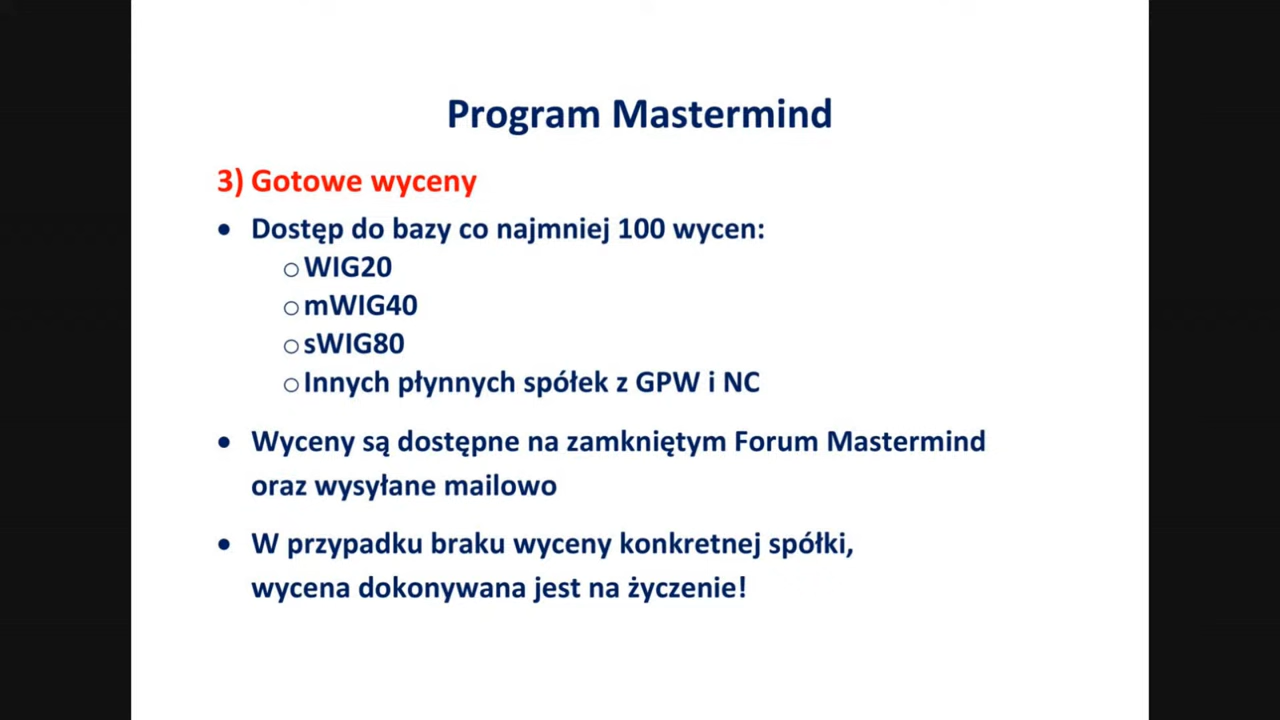 Program Mastermind
3) Gotowe wyceny
• Dostęp do bazy co najmniej 100 wycen:
○ WIG20
○ mWIG40
○ sWIG80
○ Innych płynnych spółek z GPW i NC
• Wyceny są dostępne na zamkniętym Forum Mastermind
oraz wysyłane mailowo
• W przypadku braku wyceny konkretnej spółki,
wycena dokonywana jest na życzenie!